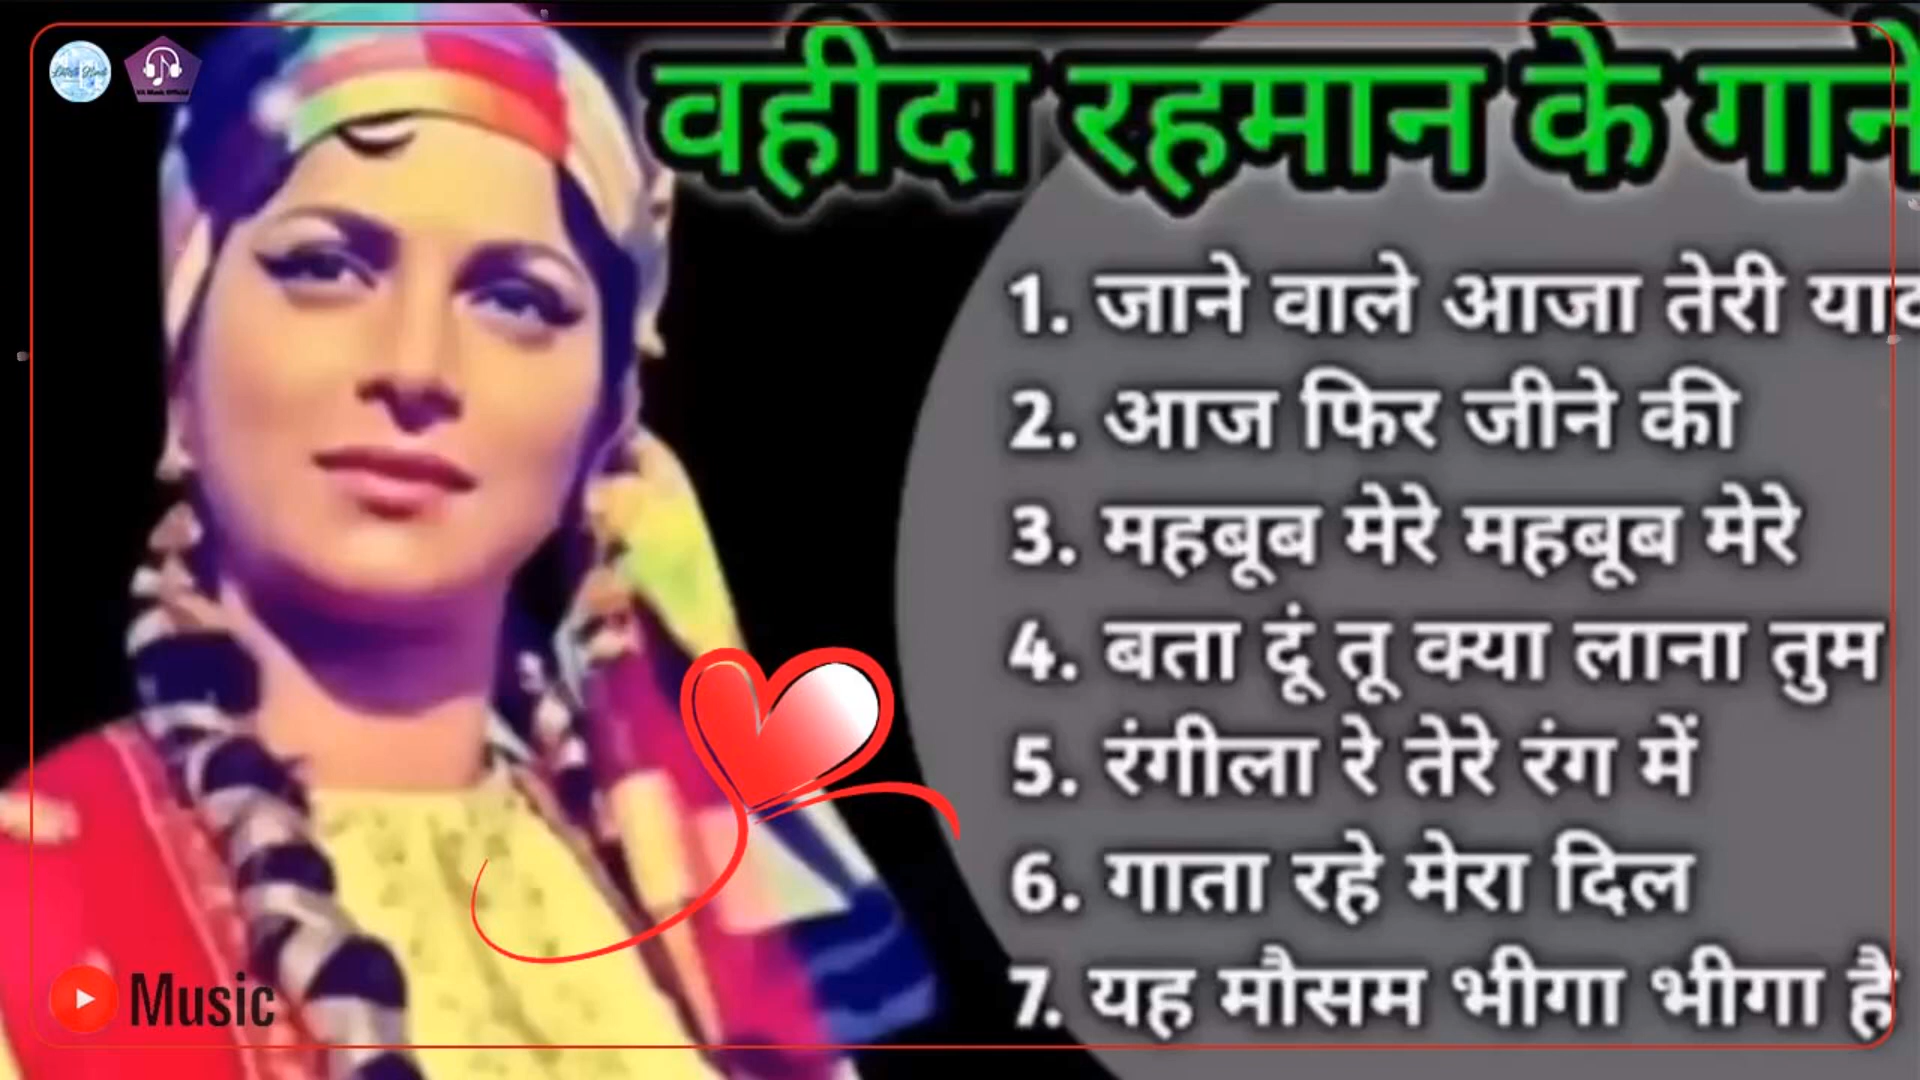 वहीदा रहमान के गाने
1. जाने वाले आजा तेरी याद
2. आज फिर जीने की
3. महबूब मेरे महबूब मेरे
4. बता दूं तू क्या लाना तुम
5. रंगीला रे तेरे रंग में
6. गाता रहे मेरा दिल
7. यह मौसम भीगा भीगा है
Music